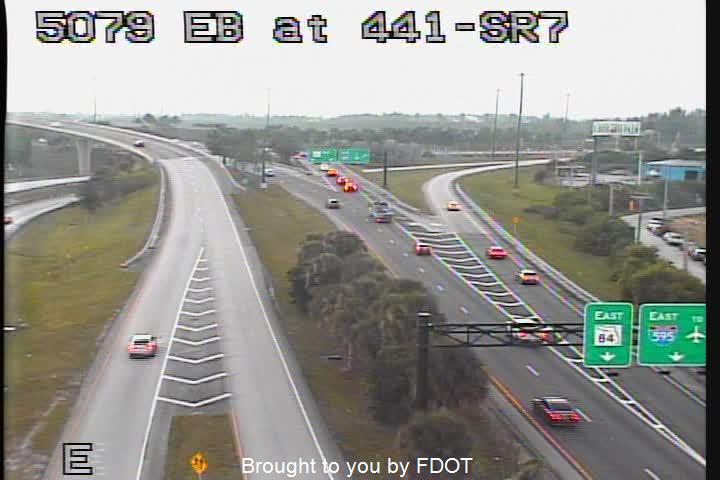 5079 EB at 441-SR7
EAST
84
EAST TO
595
E
Brought to you by FDOT